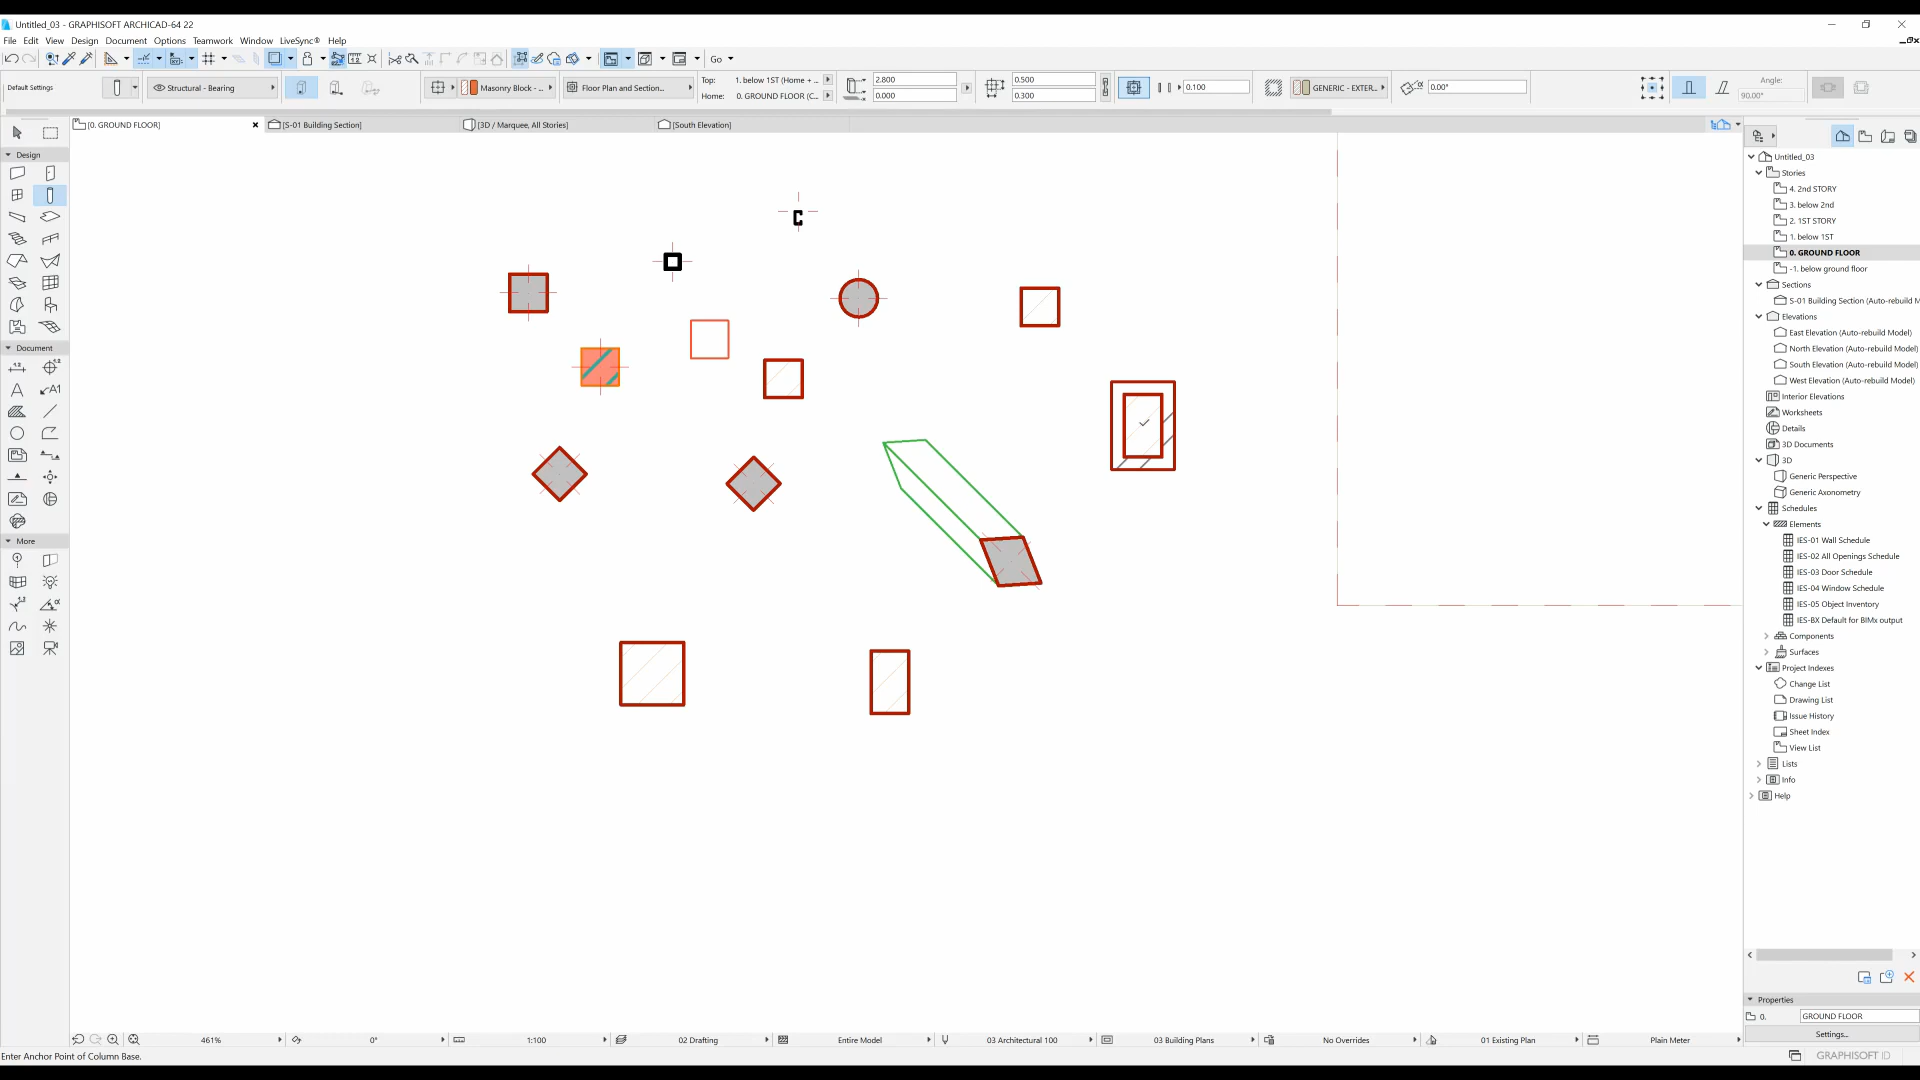 Untitled_03 - GRAPHISOFT ARCHICAD-64 22
File Edit View Design Document Options Teamwork Window LiveSync® Help
Go
Default Settings
Structural - Bearing
Masonry Block - ...
Floor Plan and Section...
Top: 1. below 1ST (Home + ...
Home: 0. GROUND FLOOR (C...
2.800
0.000
0.500
0.300
0.100
GENERIC - EXTER...
0.00°
Angle:
90.00°
[0. GROUND FLOOR]
[S-01 Building Section]
[3D / Marquee, All Stories]
[South Elevation]
Design
Document
A
A1
More
Untitled_03
Stories
4. 2nd STORY
3. below 2nd
2. 1ST STORY
1. below 1ST
0. GROUND FLOOR
-1. below ground floor
Sections
S-01 Building Section (Auto-rebuild M
Elevations
East Elevation (Auto-rebuild Model)
North Elevation (Auto-rebuild Model)
South Elevation (Auto-rebuild Model)
West Elevation (Auto-rebuild Model)
Interior Elevations
Worksheets
Details
3D Documents
3D
Generic Perspective
Generic Axonometry
Schedules
Elements
IES-01 Wall Schedule
IES-02 All Openings Schedule
IES-03 Door Schedule
IES-04 Window Schedule
IES-05 Object Inventory
IES-BX Default for BIMx output
Components
Surfaces
Project Indexes
Change List
Drawing List
Issue History
Sheet Index
View List
Lists
Info
Help
Properties
0. GROUND FLOOR
Settings...
461%
0°
1:100
02 Drafting
Entire Model
03 Architectural 100
03 Building Plans
No Overrides
01 Existing Plan
Plain Meter
Enter Anchor Point of Column Base.
GRAPHISOFT ID